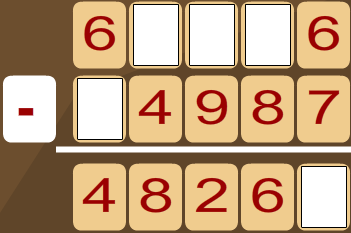 6 □ □ □ 6
- □ 4 9 8 7
4 8 2 6 □